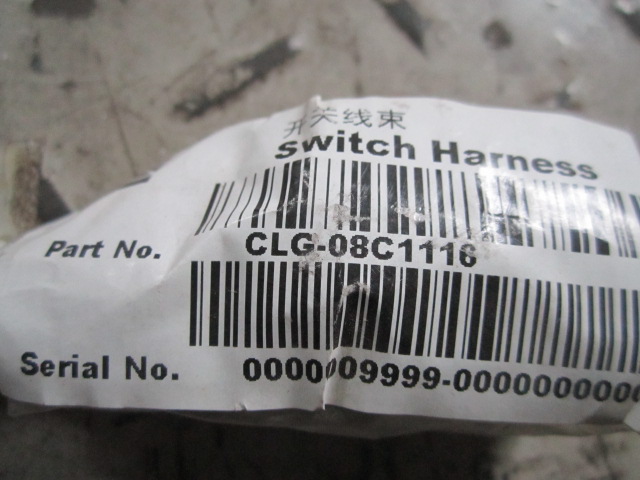 开关线束
Switch Harness
Part No. CLG-08C1116
Serial No. 0000009999-00000000000